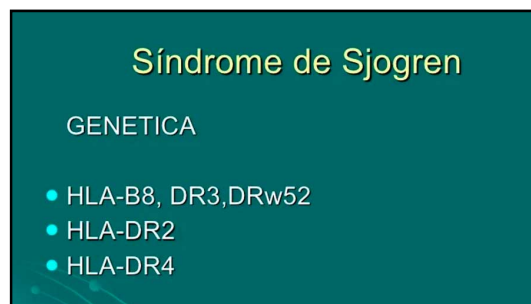 Síndrome de Sjogren
GENETICA
HLA-B8, DR3,DRw52
HLA-DR2
HLA-DR4